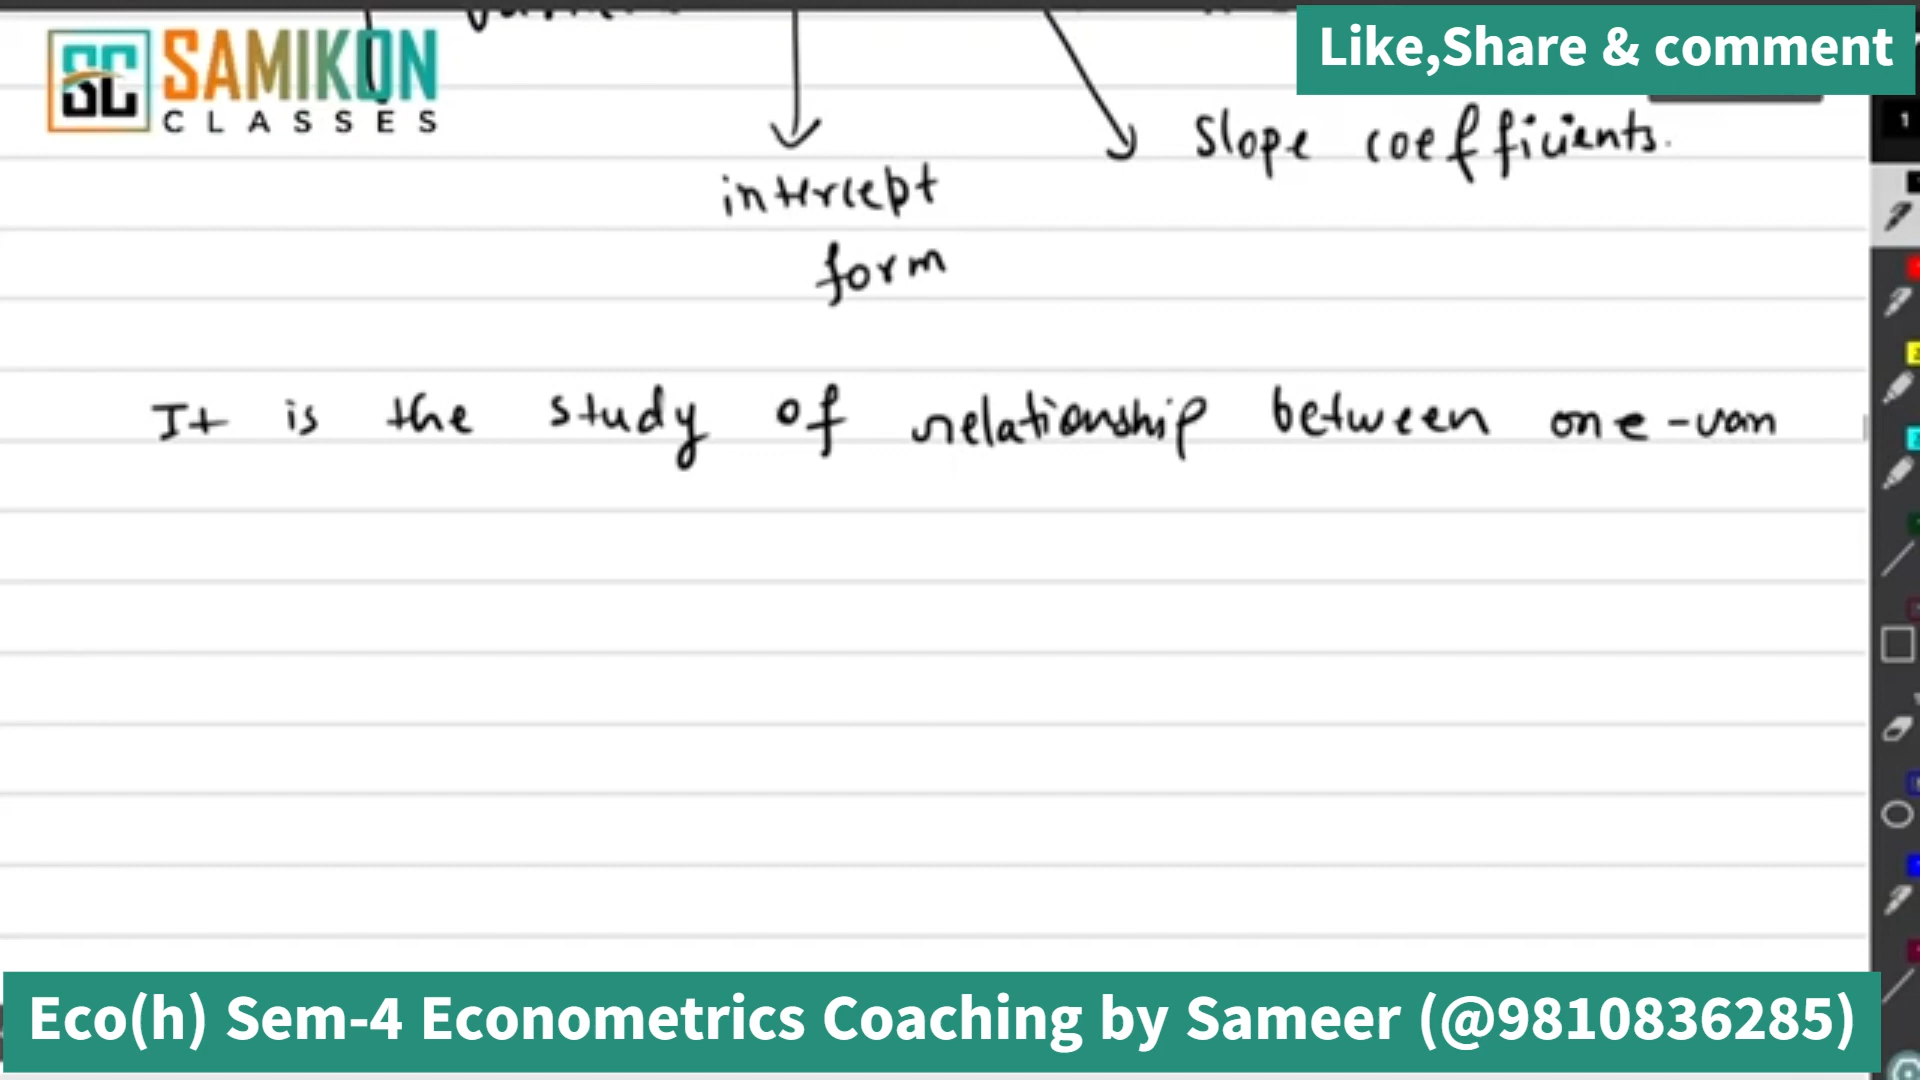 Like,Share & comment
SAMIKON
CLASSES
Slope coefficients.
intercept
form
It is the study of relationship between one-van
Eco(h) Sem-4 Econometrics Coaching by Sameer (@9810836285)